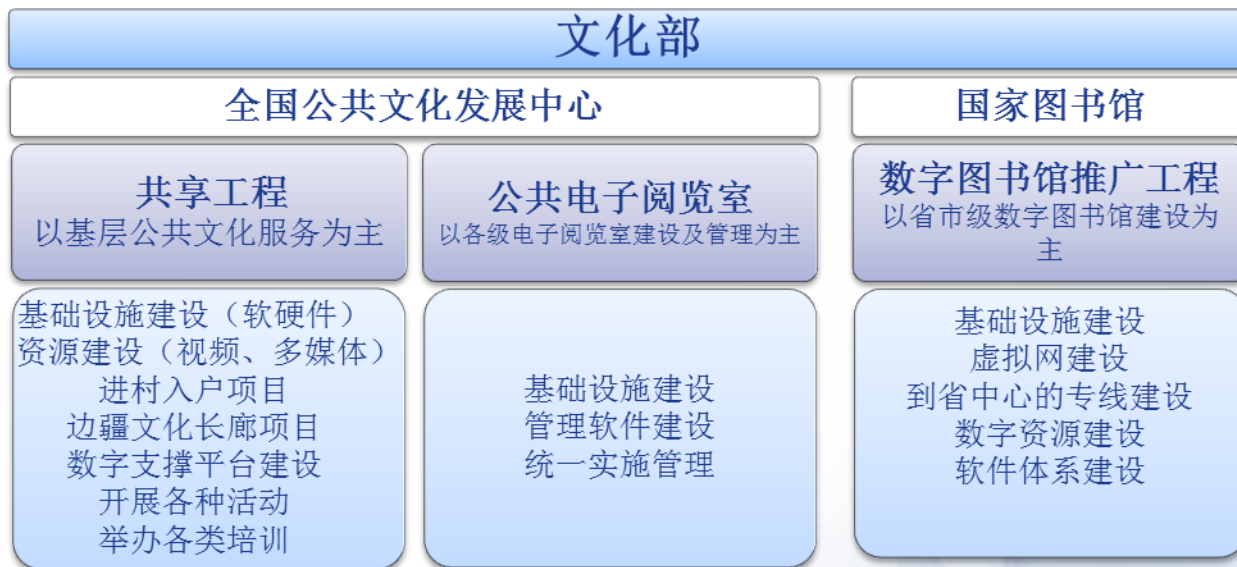 文化部
全国公共文化发展中心
国家图书馆
共享工程
以基层公共文化服务为主
公共电子阅览室
以各级电子阅览室建设及管理为主
数字图书馆推广工程
以省市级数字图书馆建设为
主
基础设施建设（软硬件）
资源建设（视频、多媒体）
进村入户项目
边疆文化长廊项目
数字支撑平台建设
开展各种活动
举办各类培训
基础设施建设
管理软件建设
统一实施管理
基础设施建设
虚拟网建设
到省中心的专线建设
数字资源建设
软件体系建设